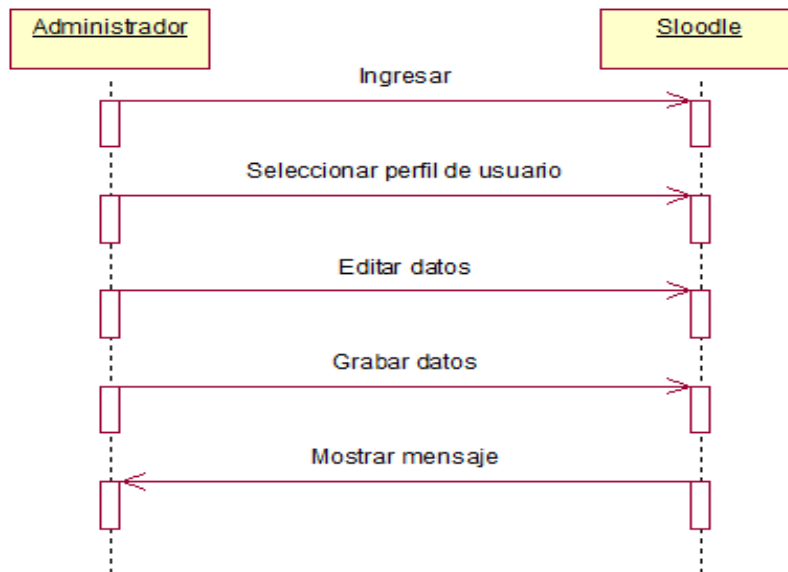 Administrador
Sloodle
Ingresar
Seleccionar perfil de usuario
Editar datos
Grabar datos
Mostrar mensaje